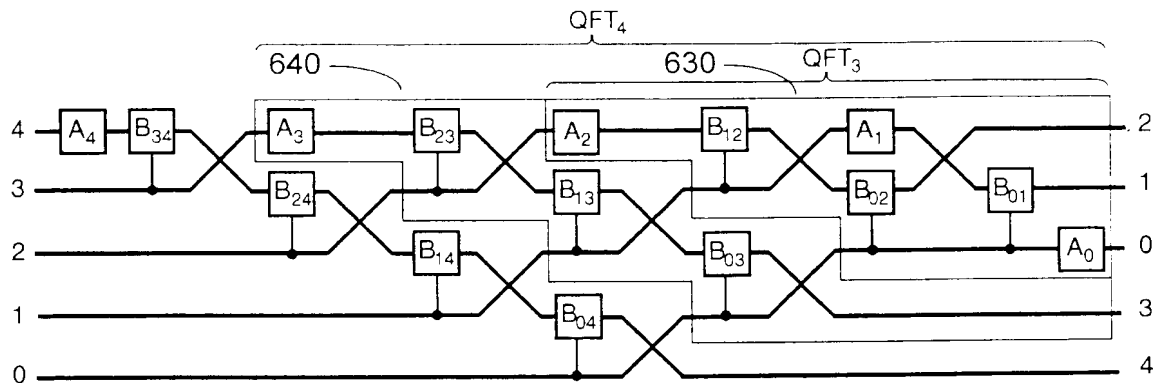 QFT₄
640 630 QFT₃
4 A₄ B₃₄ A₃ B₂₃ A₂ B₁₂ A₁ 2
3 B₂₄ B₁₃ B₀₂ B₀₁ 1
2 B₁₄ B₀₃ A₀ 0
1 B₀₄ 3
0 4